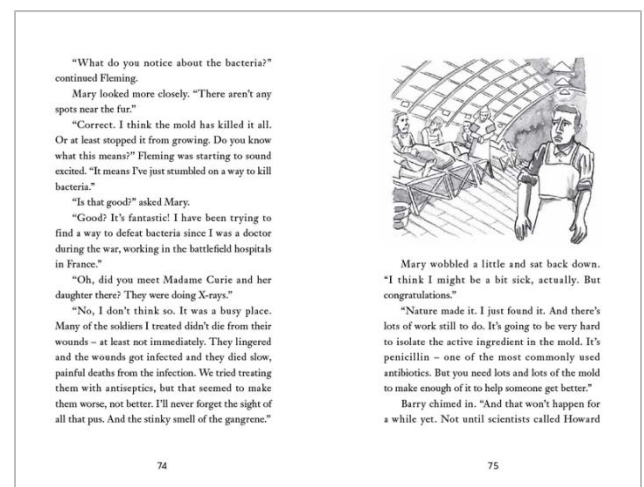 “What do you notice about the bacteria?”
continued Fleming.
Mary looked more closely. “There aren’t any
spots near the fur.”
“Correct. I think the mold has killed it all.
Or at least stopped it from growing. Do you know
what this means?” Fleming was starting to sound
excited. “It means I’ve just stumbled on a way to kill
bacteria.”
“Is that good?” asked Mary.
“Good? It’s fantastic! I have been trying to
find a way to defeat bacteria since I was a doctor
during the war, working in the battlefield hospitals
in France.”
“Oh, did you meet Madame Curie and her
daughter there? They were doing X-rays.”
“No, I don’t think so. It was a busy place.
Many of the soldiers I treated didn’t die from their
wounds – at least not immediately. They lingered
and the wounds got infected and they died slow,
painful deaths from the infection. We tried treating
them with antiseptics, but that seemed to make
them worse, not better. I’ll never forget the sight of
all that pus. And the stinky smell of the gangrene.”
74
Mary wobbled a little and sat back down.
“I think I might be a bit sick, actually. But
congratulations.”
“Nature made it. I just found it. And there’s
lots of work still to do. It’s going to be very hard
to isolate the active ingredient in the mold. It’s
penicillin – one of the most commonly used
antibiotics. But you need lots and lots of the mold
to make enough of it to help someone get better.”
Barry chimed in. “And that won’t happen for
a while yet. Not until scientists called Howard
75